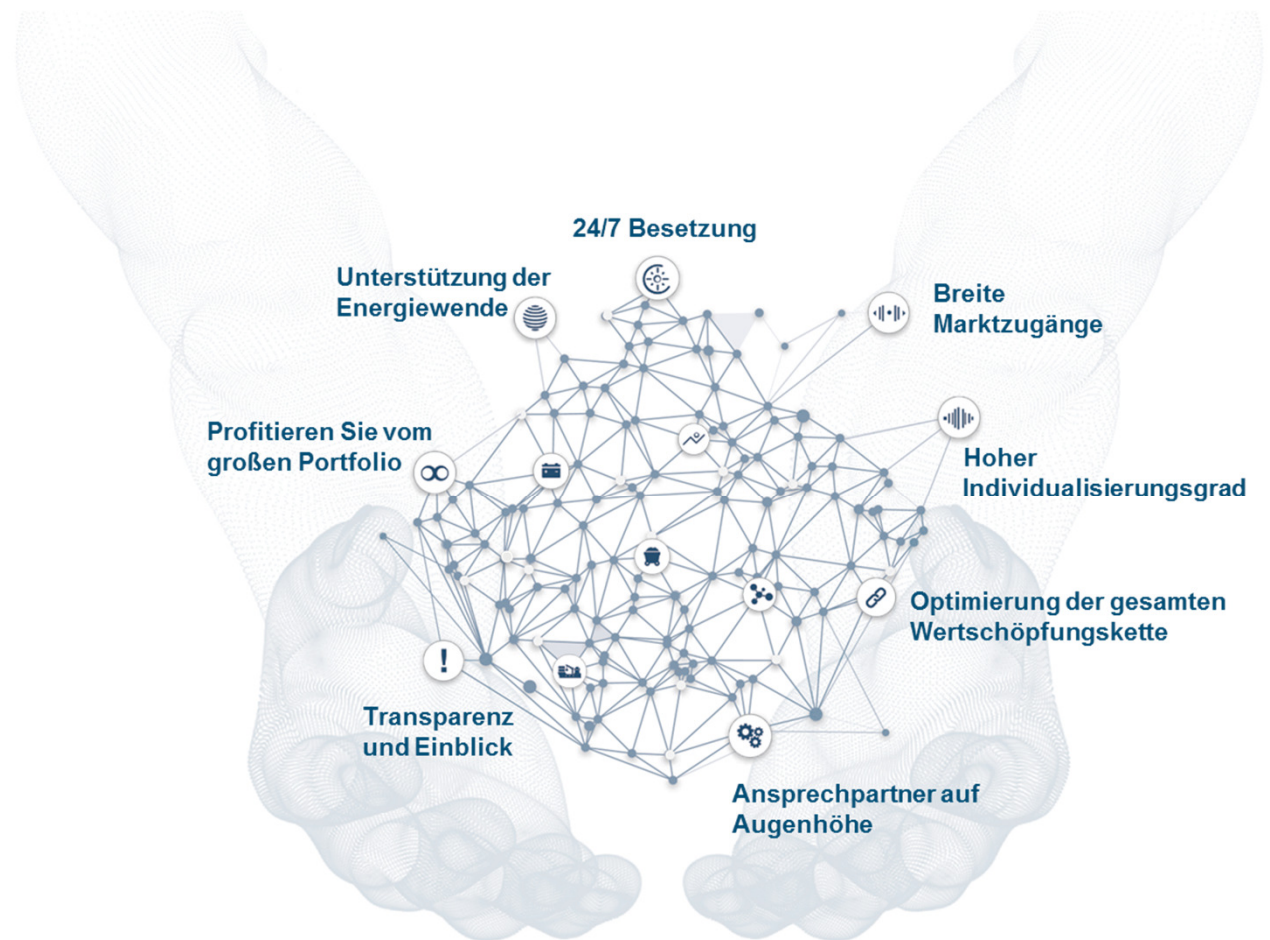 24/7 Besetzung
Unterstützung der
Energiewende
Breite
Marktzugänge
Profitieren Sie vom
großen Portfolio
Hoher
Individualisierungsgrad
Optimierung der gesamten
Wertschöpfungskette
Transparenz
und Einblick
Ansprechpartner auf
Augenhöhe